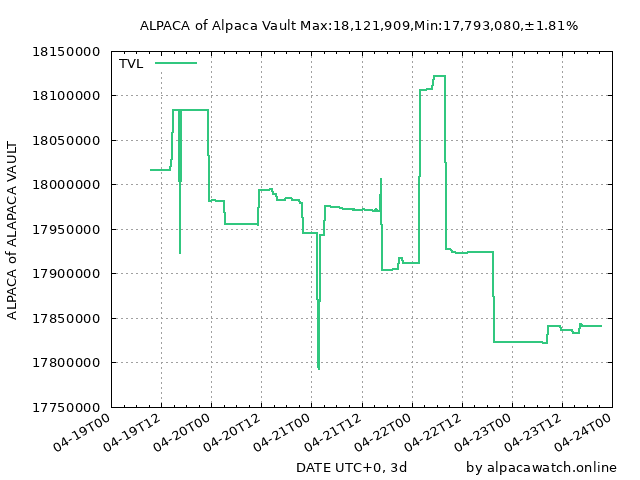 ALPACA of Alpaca Vault Max:18,121,909,Min:17,793,080,±1.81%
TVL
ALPACA of ALAPACA VAULT
18150000
18100000
18050000
18000000
17950000
17900000
17850000
17800000
17750000
04-19T00
04-19T12
04-20T00
04-20T12
04-21T00
04-21T12
04-22T00
04-22T12
04-23T00
04-23T12
04-24T00
DATE UTC+0, 3d
by alpacawatch.online